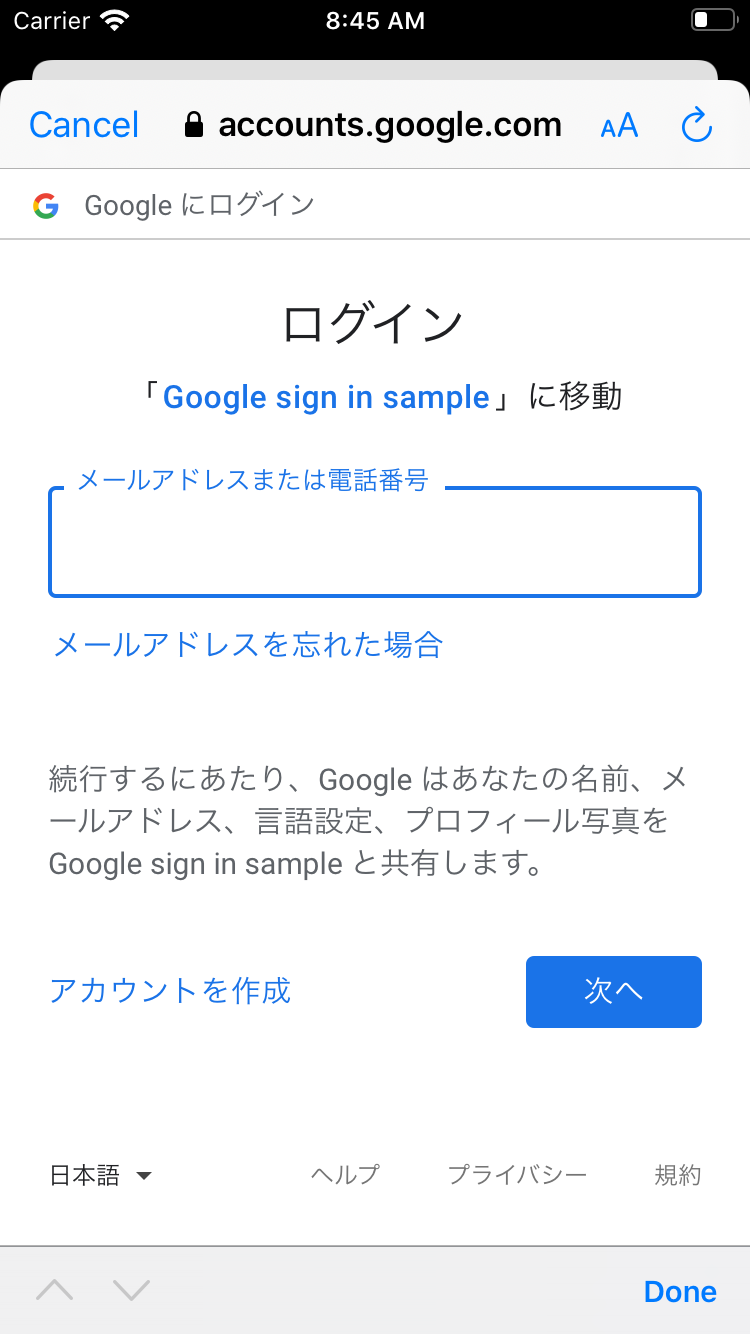 Carrier 8:45 AM
Cancel accounts.google.com AA
Google にログイン
ログイン
「Google sign in sample」に移動
メールアドレスまたは電話番号
メールアドレスを忘れた場合
続行するにあたり、Google はあなたの名前、メ
ールアドレス、言語設定、プロフィール写真を
Google sign in sample と共有します。
アカウントを作成 次へ
日本語 ヘルプ プライバシー 規約
Done